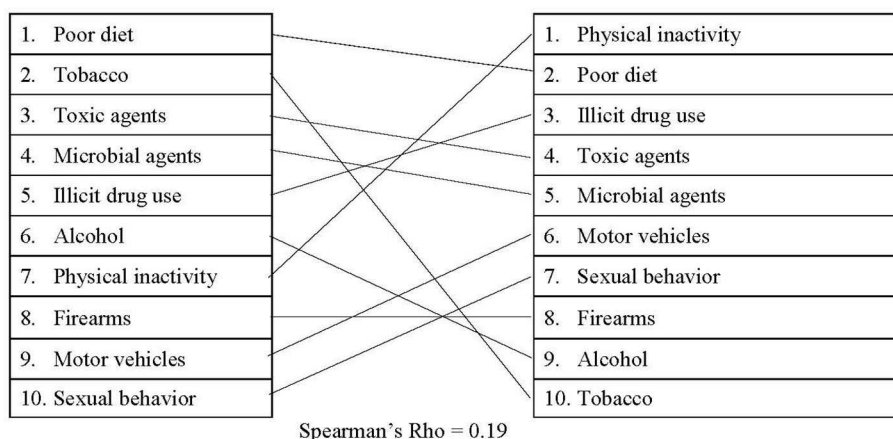 1. Poor diet
2. Tobacco
3. Toxic agents
4. Microbial agents
5. Illicit drug use
6. Alcohol
7. Physical inactivity
8. Firearms
9. Motor vehicles
10. Sexual behavior
1. Physical inactivity
2. Poor diet
3. Illicit drug use
4. Toxic agents
5. Microbial agents
6. Motor vehicles
7. Sexual behavior
8. Firearms
9. Alcohol
10. Tobacco
Spearman’s Rho = 0.19